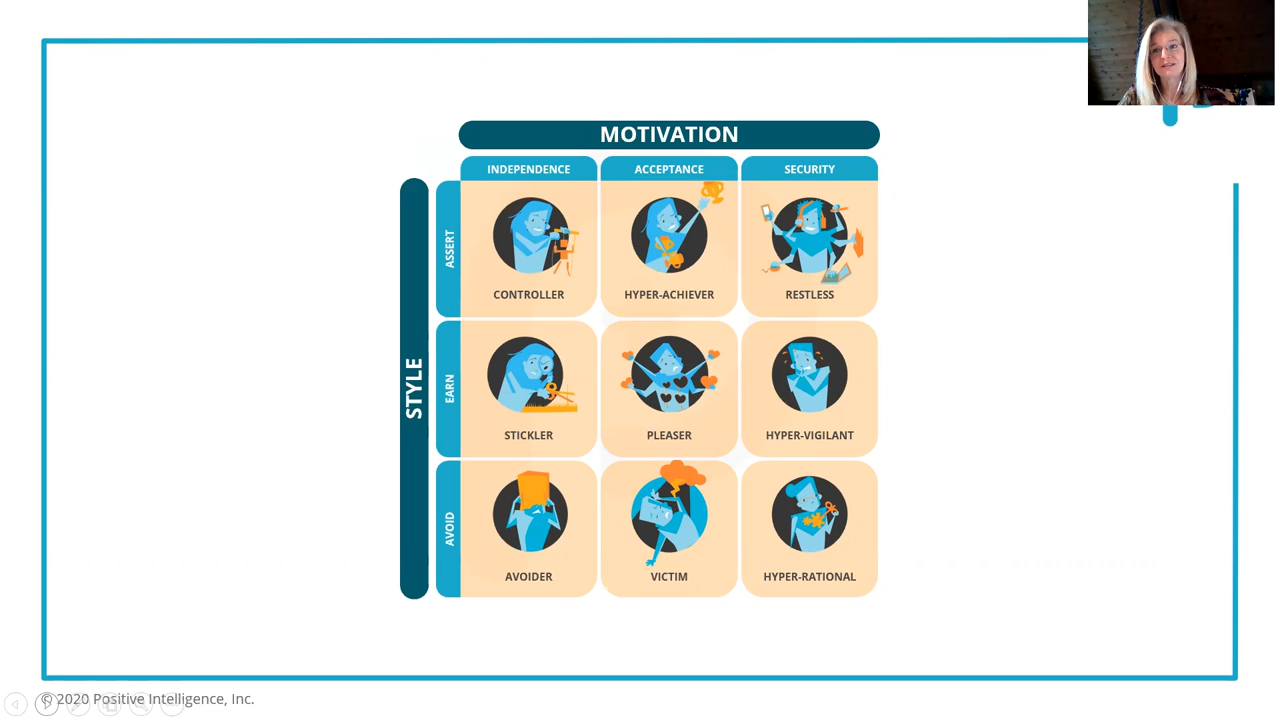 MOTIVATION
INDEPENDENCE ACCEPTANCE SECURITY
STYLE
ASSERT
CONTROLLER HYPER-ACHIEVER RESTLESS
EARN
STICKLER PLEASER HYPER-VIGILANT
AVOID
AVOIDER VICTIM HYPER-RATIONAL
© 2020 Positive Intelligence, Inc.